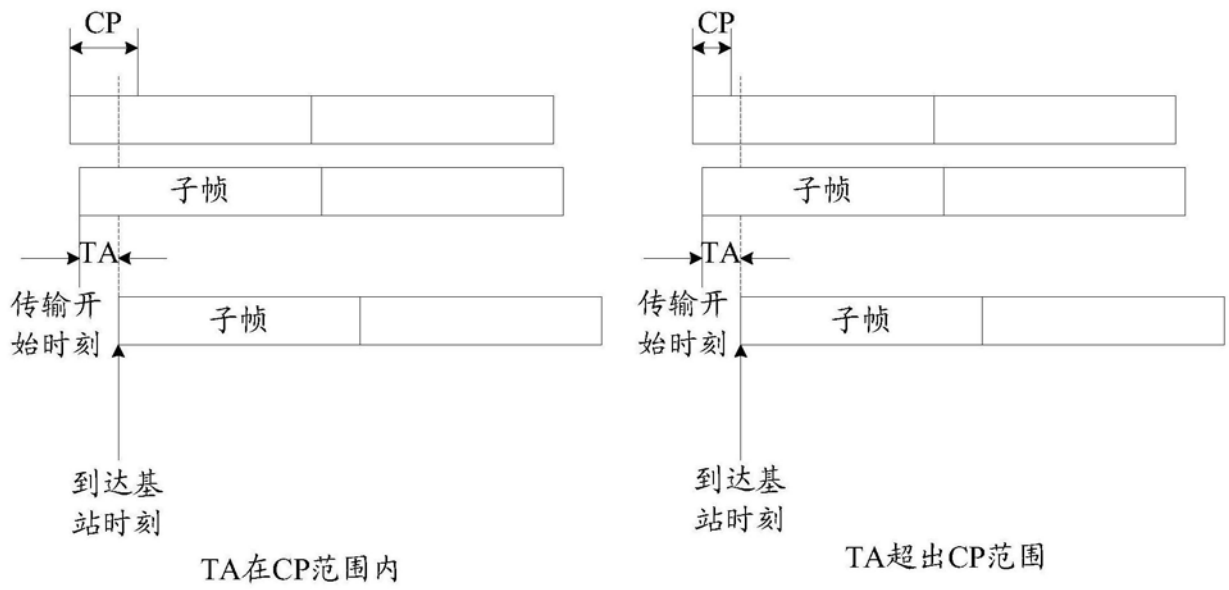 CP
子帧
TA
传输开
始时刻
子帧
到达基
站时刻
TA在CP范围内
CP
子帧
TA
传输开
始时刻
子帧
到达基
站时刻
TA超出CP范围